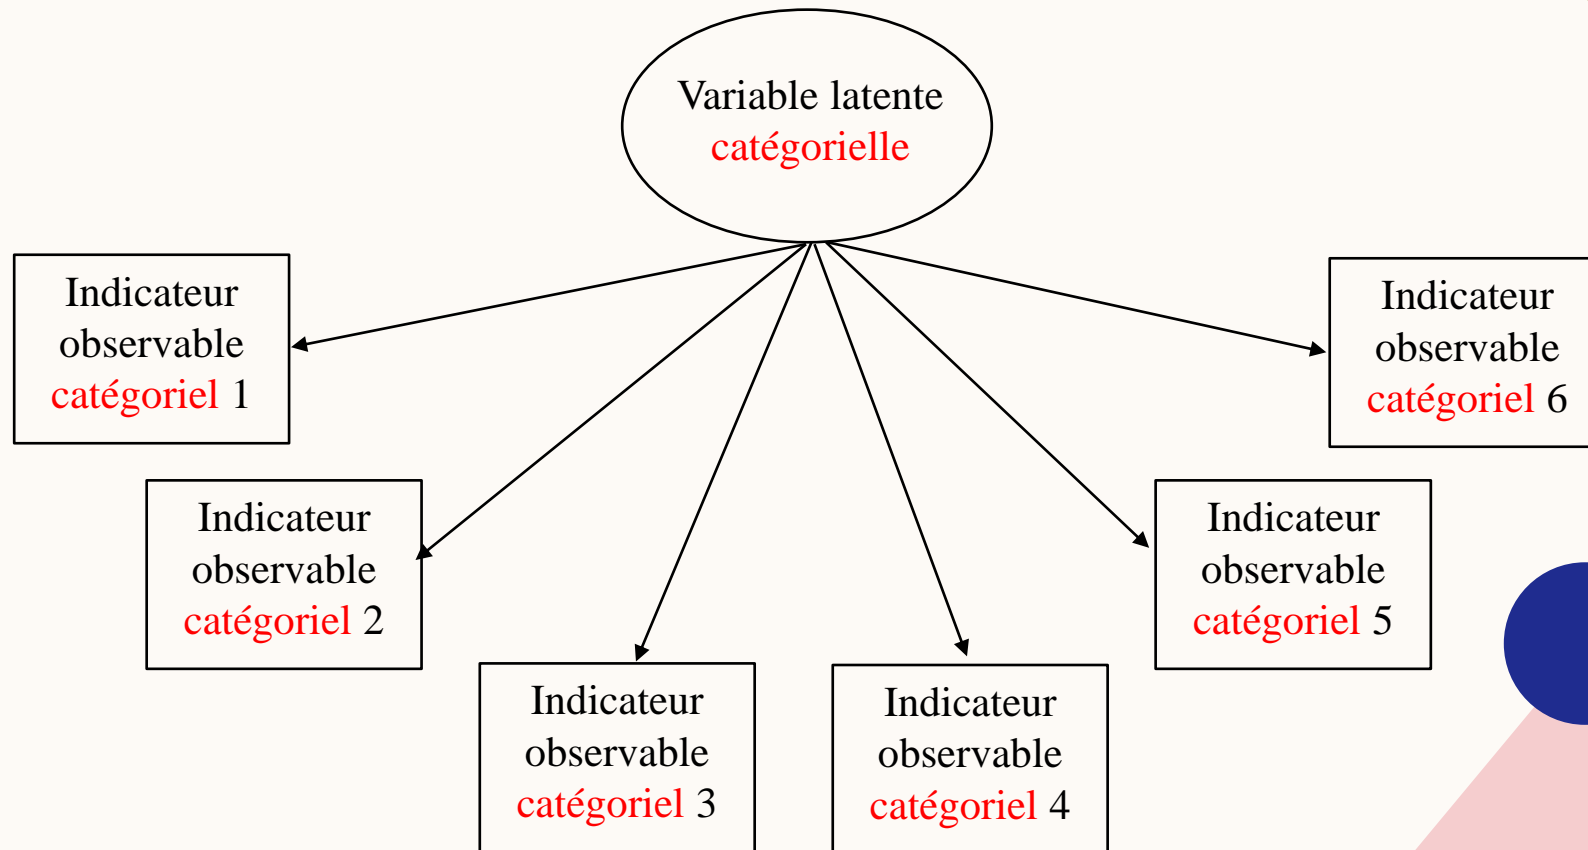 Variable latente
catégorielle
Indicateur
observable
catégoriel 1
Indicateur
observable
catégoriel 2
Indicateur
observable
catégoriel 3
Indicateur
observable
catégoriel 4
Indicateur
observable
catégoriel 5
Indicateur
observable
catégoriel 6